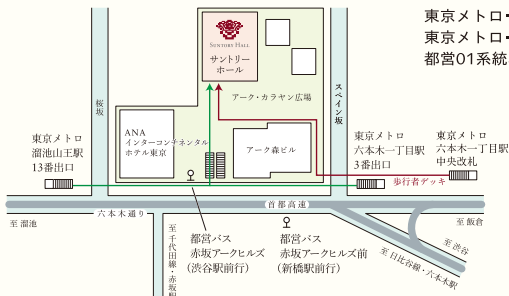 東京メトロ・
東京メトロ・
都営01系統
SUNTORY HALL
サントリー
ホール
桜坂
スペイン坂
アーク・カラヤン広場
ANA
インターコンチネンタル
ホテル東京
アーク森ビル
東京メトロ
溜池山王駅
13番出口
東京メトロ
六本木一丁目駅
3番出口
東京メトロ
六本木一丁目駅
中央改札
歩行者デッキ
首都高速
六本木通り
至 溜池
至 飯倉
至 渋谷
至 日比谷線・六本木駅
至 千代田線・赤坂駅
都営バス
赤坂アークヒルズ
（渋谷駅前行）
都営バス
赤坂アークヒルズ前
（新橋駅前行）